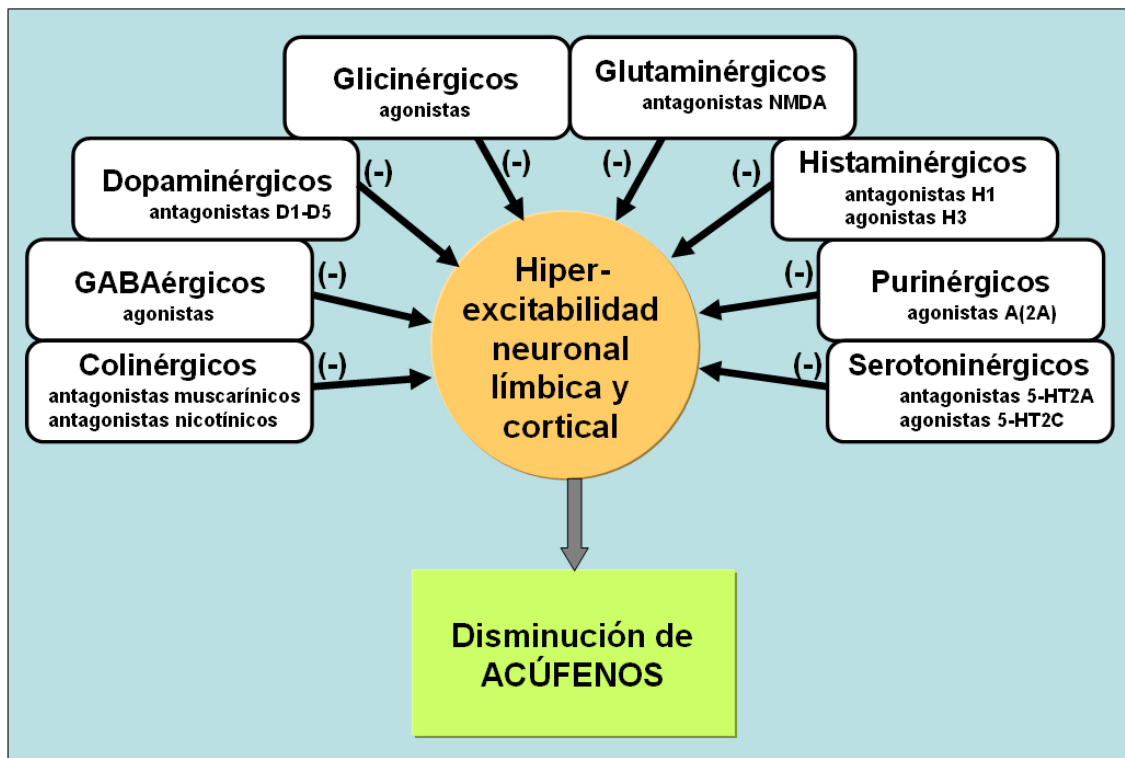 Glicinérgicos
agonistas
(-)
Glutaminérgicos
antagonistas NMDA
(-)
Dopaminérgicos
antagonistas D1-D5
(-)
Histaminérgicos
antagonistas H1
agonistas H3
(-)
GABAérgicos
agonistas
(-)
Purinérgicos
agonistas A(2A)
(-)
Colinérgicos
antagonistas muscarínicos
antagonistas nicotínicos
(-)
Serotoninérgicos
antagonistas 5-HT2A
agonistas 5-HT2C
(-)
Hiper-
excitabilidad
neuronal
límbica y
cortical
Disminución de
ACÚFENOS